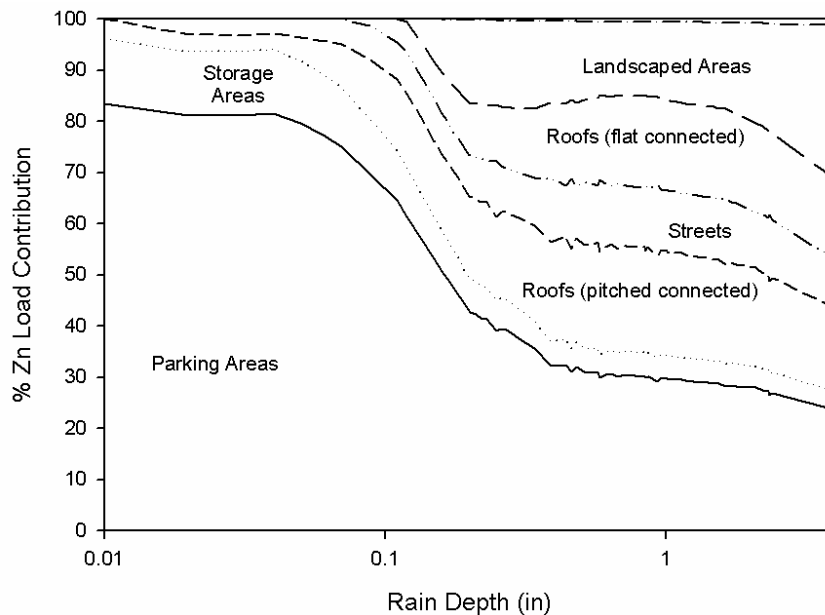 % Zn Load Contribution
100
90
80
70
60
50
40
30
20
10
0
Storage
Areas
Landscaped Areas
Roofs (flat connected)
Streets
Roofs (pitched connected)
Parking Areas
0.01
0.1
1
Rain Depth (in)